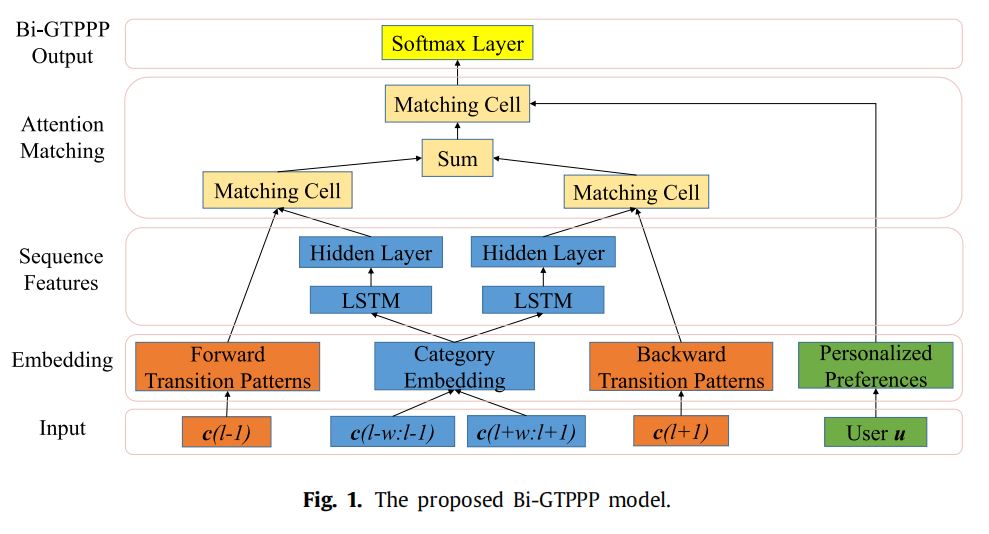 Bi-GTPPP
Output
Softmax Layer
Attention
Matching
Matching Cell
Sum
Matching Cell
Matching Cell
Sequence
Features
Hidden Layer
Hidden Layer
LSTM
LSTM
Embedding
Forward
Transition Patterns
Category
Embedding
Backward
Transition Patterns
Personalized
Preferences
Input
c(l-1)
c(l-w:l-1)
c(l+w:l+1)
c(l+1)
User u
Fig. 1. The proposed Bi-GTPPP model.